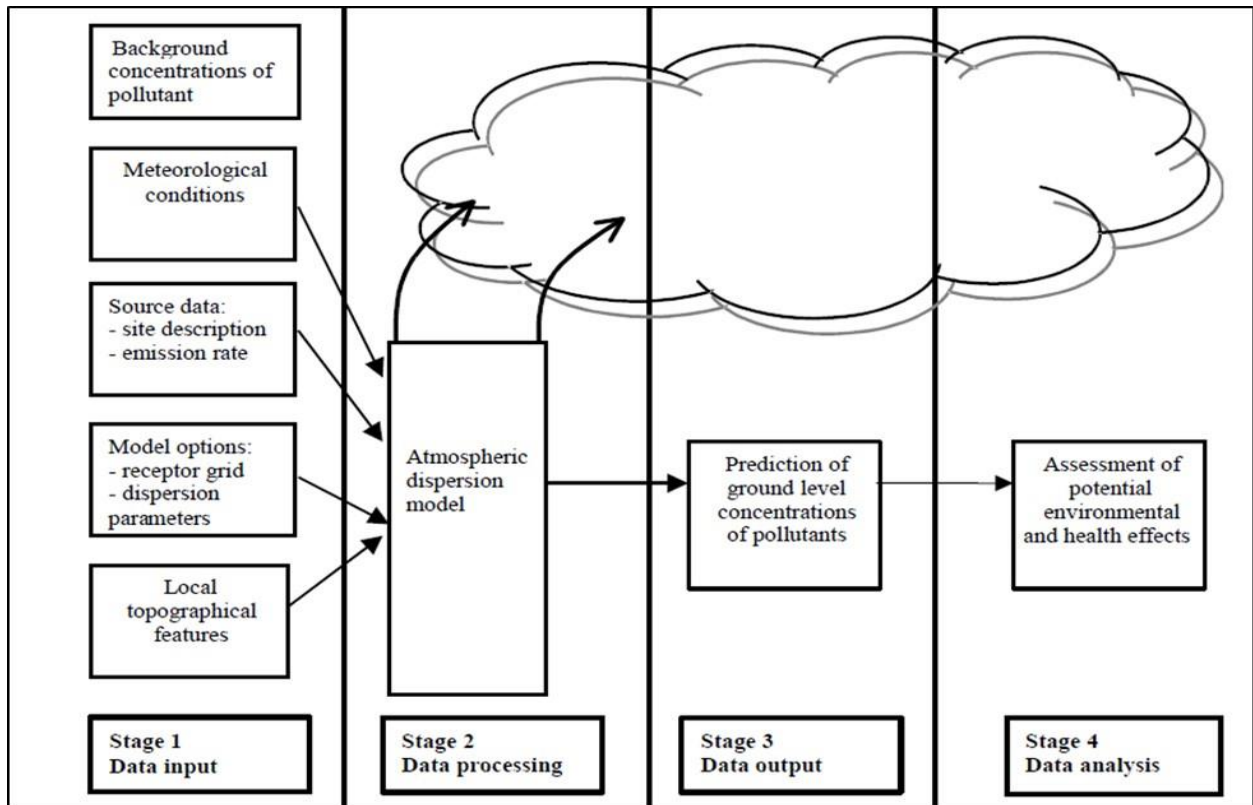 Background
concentrations of
pollutant
Meteorological
conditions
Source data:
- site description
- emission rate
Model options:
- receptor grid
- dispersion
parameters
Local
topographical
features
Atmospheric
dispersion
model
Prediction of
ground level
concentrations
of pollutants
Assessment of
potential
environmental
and health effects
Stage 1
Data input
Stage 2
Data processing
Stage 3
Data output
Stage 4
Data analysis